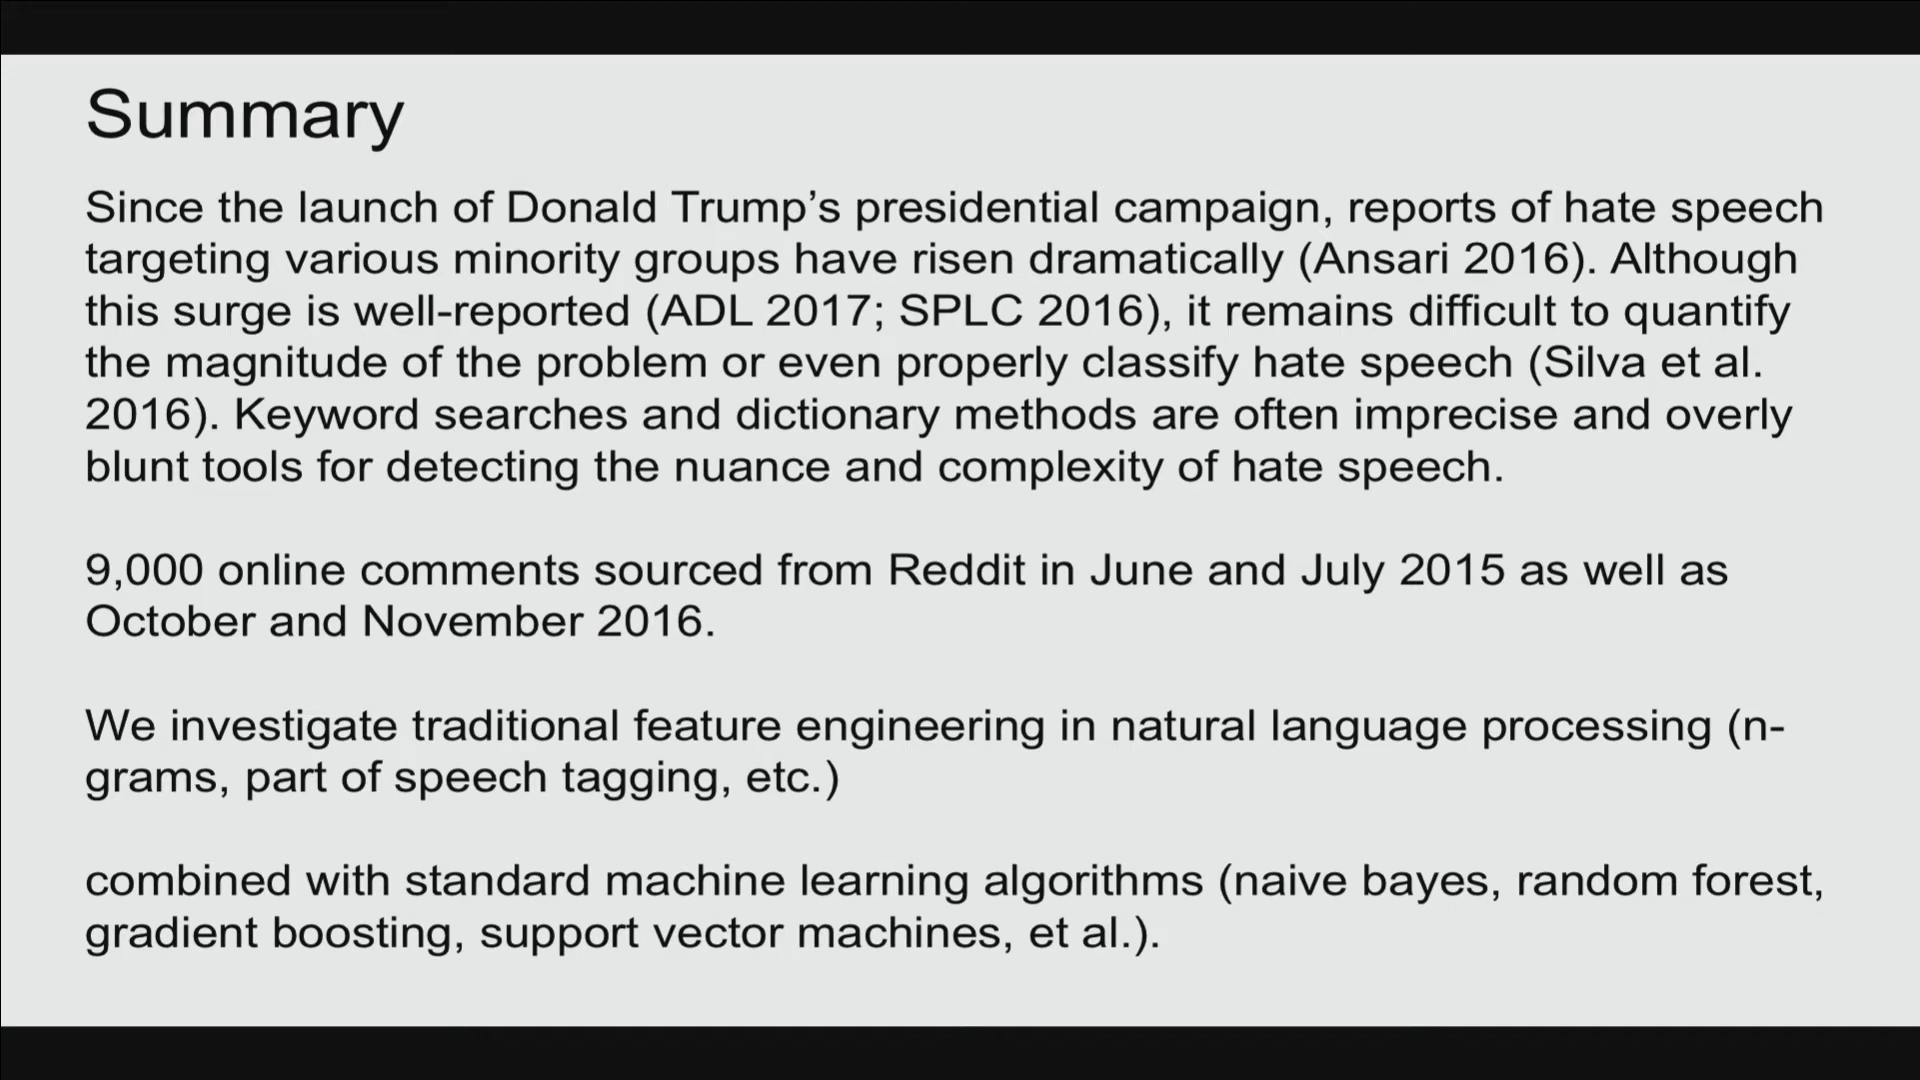 Summary
Since the launch of Donald Trump’s presidential campaign, reports of hate speech
targeting various minority groups have risen dramatically (Ansari 2016). Although
this surge is well-reported (ADL 2017; SPLC 2016), it remains difficult to quantify
the magnitude of the problem or even properly classify hate speech (Silva et al.
2016). Keyword searches and dictionary methods are often imprecise and overly
blunt tools for detecting the nuance and complexity of hate speech.
9,000 online comments sourced from Reddit in June and July 2015 as well as
October and November 2016.
We investigate traditional feature engineering in natural language processing (n-
grams, part of speech tagging, etc.)
combined with standard machine learning algorithms (naive bayes, random forest,
gradient boosting, support vector machines, et al.).